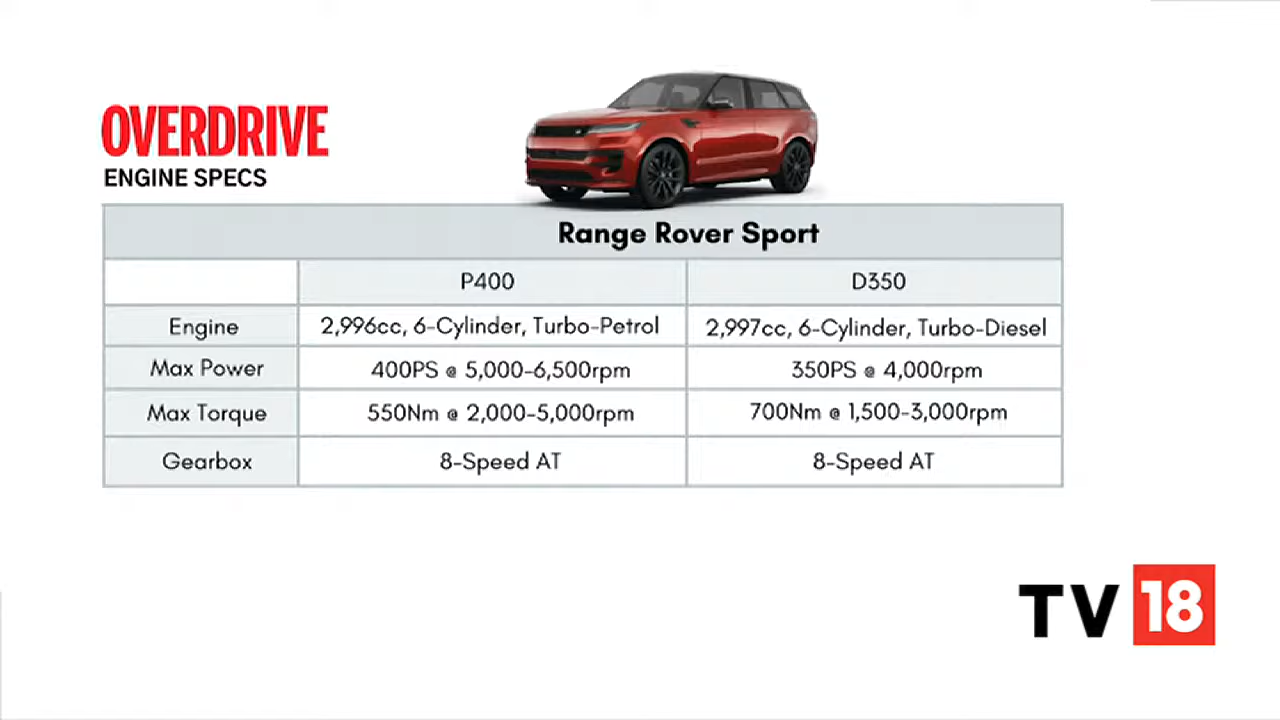 OVERDRIVE
ENGINE SPECS
Range Rover Sport
P400 D350
Engine 2,996cc, 6-Cylinder, Turbo-Petrol 2,997cc, 6-Cylinder, Turbo-Diesel
Max Power 400PS @ 5,000-6,500rpm 350PS @ 4,000rpm
Max Torque 550Nm @ 2,000-5,000rpm 700Nm @ 1,500-3,000rpm
Gearbox 8-Speed AT 8-Speed AT
TV 18